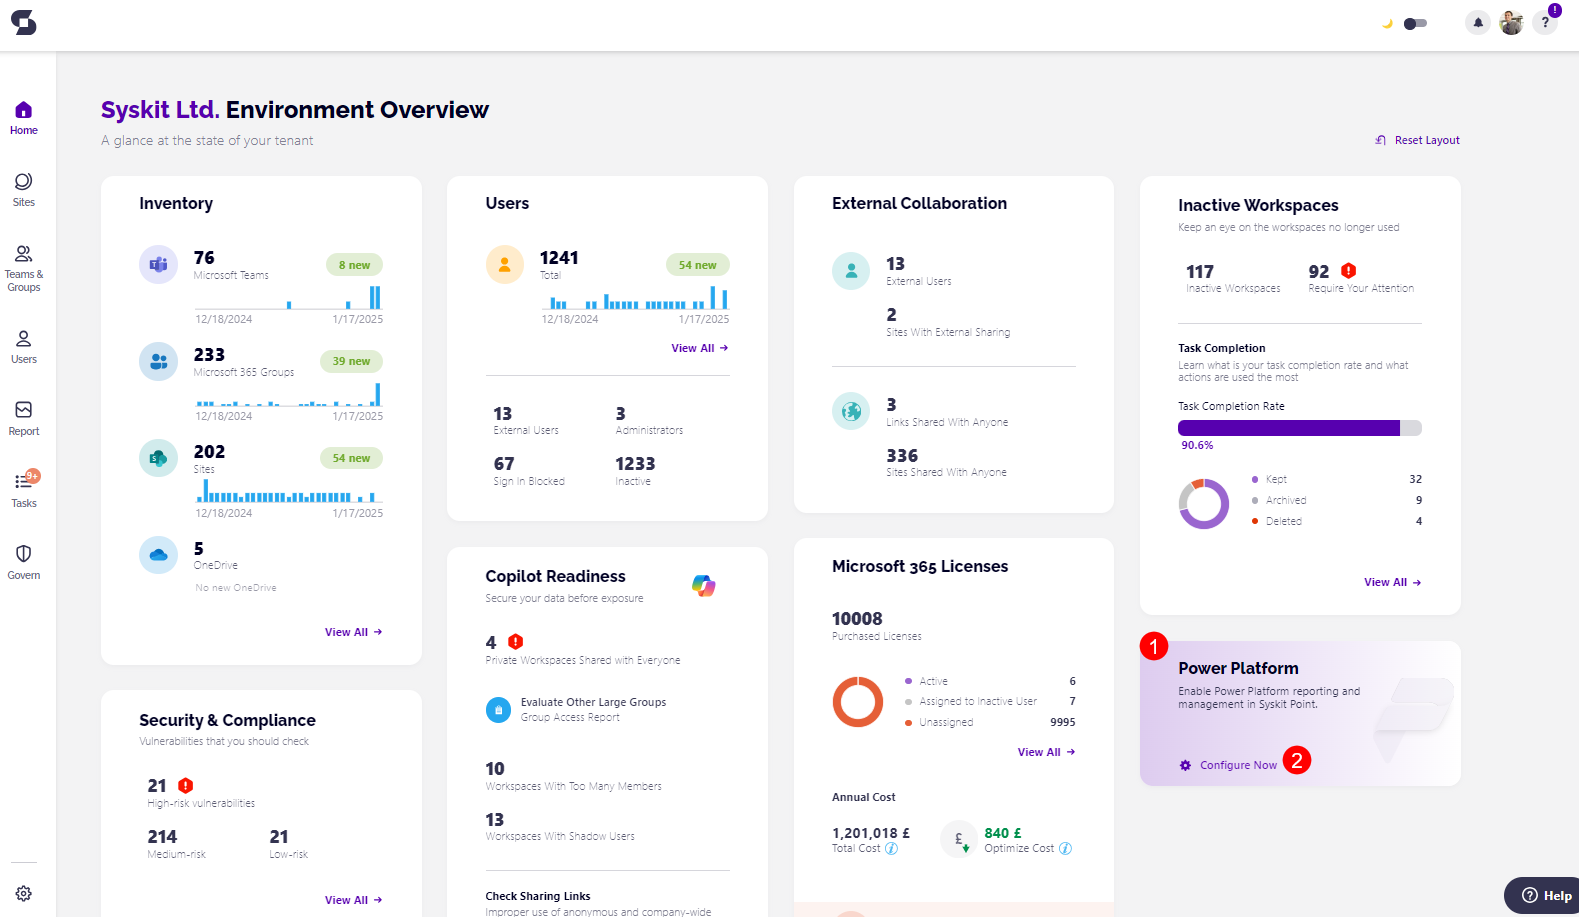 !
?
Home
Sites
Teams &
Groups
Users
Report
9+
Tasks
Govern
Syskit Ltd. Environment Overview
A glance at the state of your tenant
Reset Layout
Inventory
76
Microsoft Teams
8 new
12/18/2024 1/17/2025
233
Microsoft 365 Groups
39 new
12/18/2024 1/17/2025
202
Sites
54 new
12/18/2024 1/17/2025
5
OneDrive
No new OneDrive
View All →
Security & Compliance
Vulnerabilities that you should check
21 !
High-risk vulnerabilities
214 21
Medium-risk Low-risk
View All →
Users
1241
Total
54 new
12/18/2024 1/17/2025
View All →
13 3
External Users Administrators
67 1233
Sign In Blocked Inactive
Copilot Readiness
Secure your data before exposure
4 !
Private Workspaces Shared with Everyone
Evaluate Other Large Groups
Group Access Report
10
Workspaces With Too Many Members
13
Workspaces With Shadow Users
Check Sharing Links
Improper use of anonymous and company-wide
External Collaboration
13
External Users
2
Sites With External Sharing
3
Links Shared With Anyone
336
Sites Shared With Anyone
Microsoft 365 Licenses
10008
Purchased Licenses
Active 6
Assigned to Inactive User 7
Unassigned 9995
View All →
Annual Cost
1,201,018 £ £ 840 £
Total Cost i Optimize Cost i
Inactive Workspaces
Keep an eye on the workspaces no longer used
117 92 !
Inactive Workspaces Require Your Attention
Task Completion
Learn what is your task completion rate and what
actions are used the most
Task Completion Rate
90.6%
Kept 32
Archived 9
Deleted 4
View All →
1
Power Platform
Enable Power Platform reporting and
management in Syskit Point.
Configure Now 2
? Help